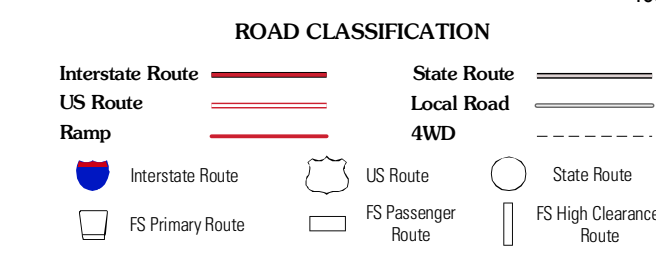 ROAD CLASSIFICATION
Interstate Route
State Route
US Route
Local Road
Ramp
4WD
Interstate Route
US Route
State Route
FS Primary Route
FS Passenger
Route
FS High Clearance
Route